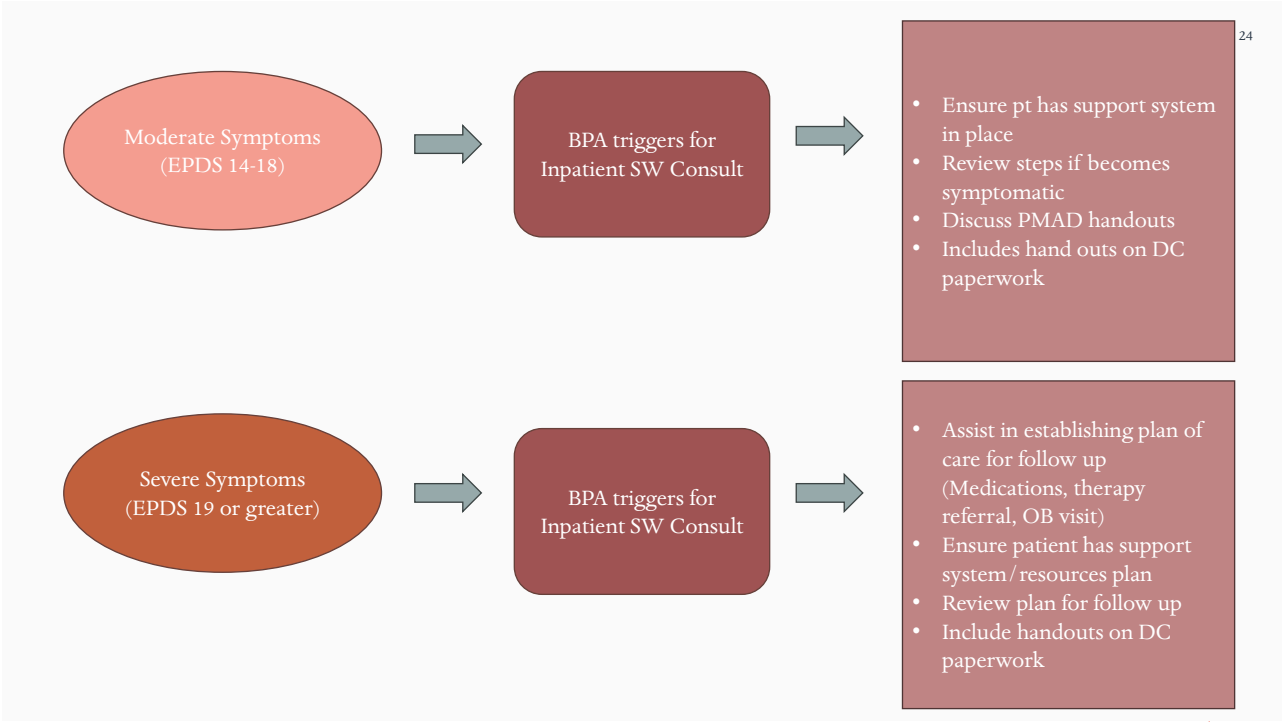 24
Moderate Symptoms
(EPDS 14-18)
BPA triggers for
Inpatient SW Consult
• Ensure pt has support system
in place
• Review steps if becomes
symptomatic
• Discuss PMAD handouts
• Includes hand outs on DC
paperwork
Severe Symptoms
(EPDS 19 or greater)
BPA triggers for
Inpatient SW Consult
• Assist in establishing plan of
care for follow up
(Medications, therapy
referral, OB visit)
• Ensure patient has support
system/resources plan
• Review plan for follow up
• Include handouts on DC
paperwork